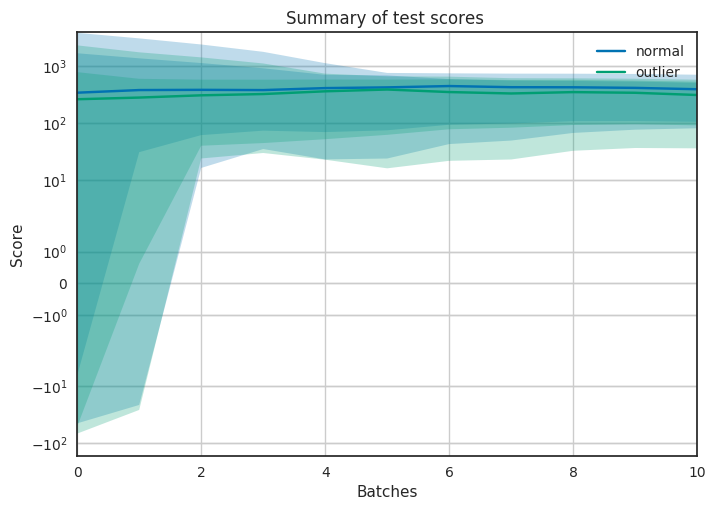 Summary of test scores
normal
outlier
Score
10³
10²
10¹
10⁰
0
−10⁰
−10¹
−10²
0 2 4 6 8 10
Batches